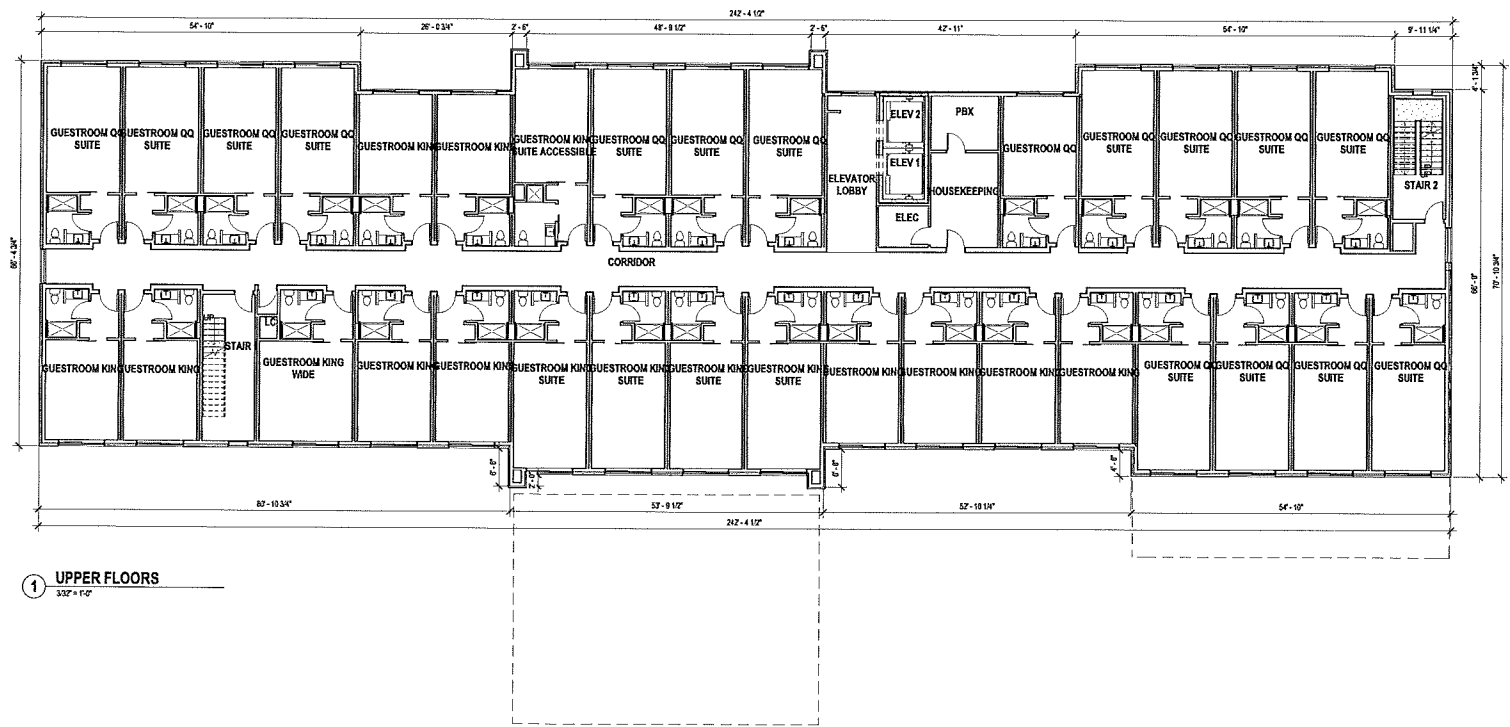 242' - 4 1/2"
54' - 10"
26' - 0 3/4"
2' - 6"
48' - 9 1/2"
2' - 6"
42' - 11"
54' - 10"
9' - 11 1/4"
4' - 1 3/4"
66' - 4 3/4"
66' - 0"
70' - 10 3/4"
GUESTROOM QQ
SUITE
GUESTROOM QQ
SUITE
GUESTROOM QQ
SUITE
GUESTROOM QQ
SUITE
GUESTROOM KING
GUESTROOM KING
GUESTROOM KING
SUITE ACCESSIBLE
GUESTROOM QQ
SUITE
GUESTROOM QQ
SUITE
GUESTROOM QQ
SUITE
ELEVATOR
LOBBY
ELEV 2
ELEV 1
ELEC
PBX
HOUSEKEEPING
GUESTROOM QQ
GUESTROOM QQ
SUITE
GUESTROOM QQ
SUITE
GUESTROOM QQ
SUITE
GUESTROOM QQ
SUITE
STAIR 2
CORRIDOR
GUESTROOM KING
GUESTROOM KING
UP
STAIR
LC
GUESTROOM KING
WIDE
GUESTROOM KING
GUESTROOM KING
GUESTROOM KING
SUITE
GUESTROOM KING
SUITE
GUESTROOM KING
SUITE
GUESTROOM KING
SUITE
GUESTROOM KING
GUESTROOM KING
GUESTROOM KING
GUESTROOM KING
GUESTROOM QQ
SUITE
GUESTROOM QQ
SUITE
GUESTROOM QQ
SUITE
GUESTROOM QQ
SUITE
6' - 8"
2' - 0"
6' - 8"
4' - 8"
80' - 10 3/4"
53' - 9 1/2"
52' - 10 1/4"
54' - 10"
242' - 4 1/2"
1
UPPER FLOORS
3/32" = 1'-0"